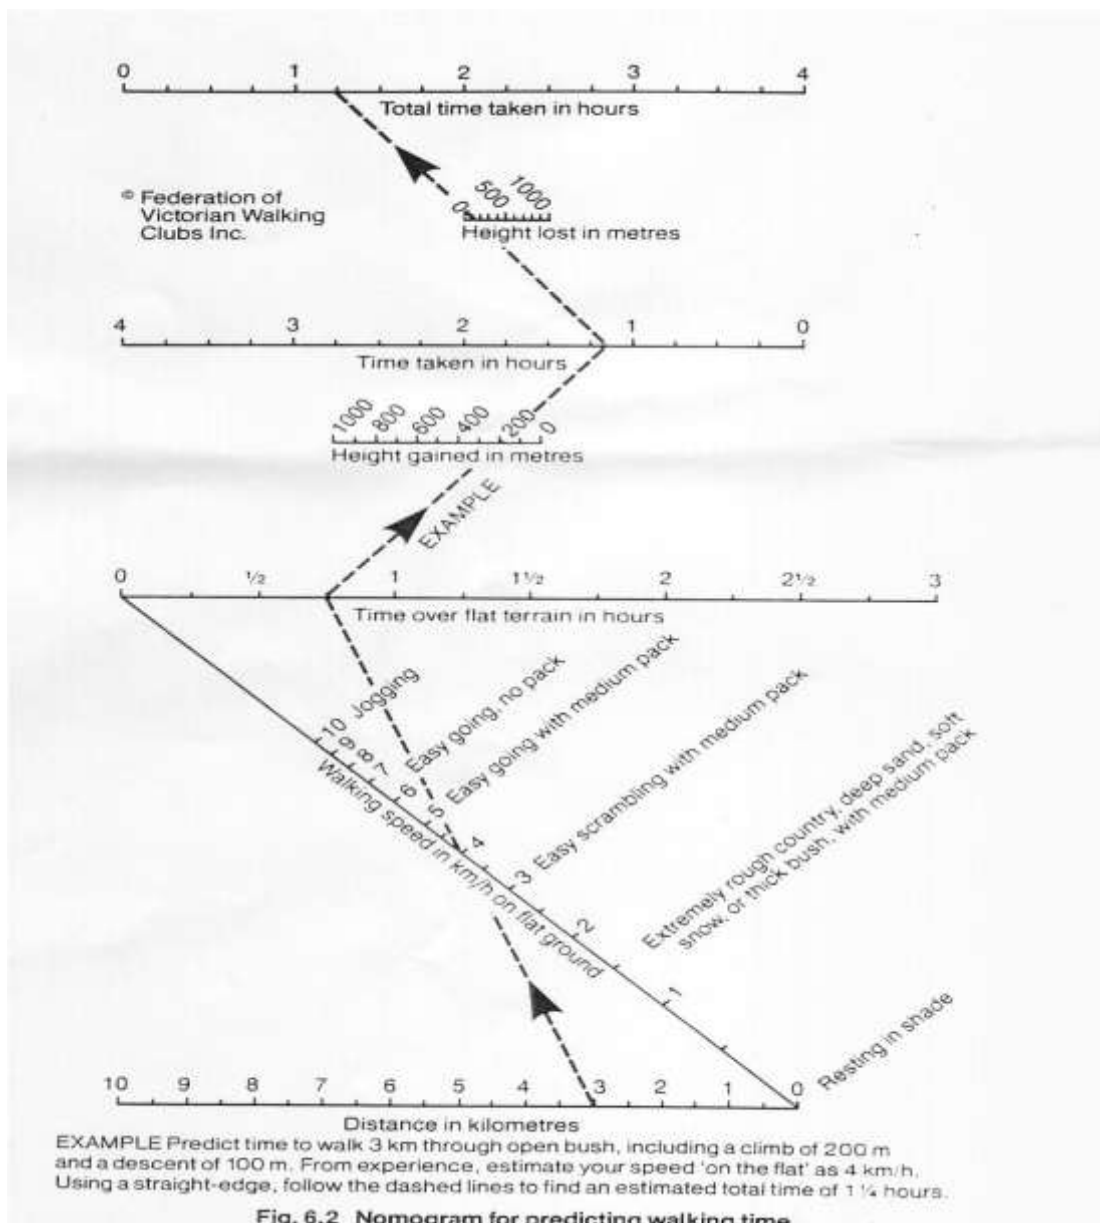 0 1 2 3 4
Total time taken in hours
© Federation of
Victorian Walking
Clubs Inc.
0 500 1000
Height lost in metres
4 3 2 1 0
Time taken in hours
1000 800 600 400 200 0
Height gained in metres
EXAMPLE
0 ½ 1 1½ 2 2½ 3
Time over flat terrain in hours
Jogging
Easy going, no pack
Easy going with medium pack
Easy scrambling with medium pack
Extremely rough country, deep sand, soft
snow, or thick bush, with medium pack
Resting in shade
10 9 8 7 6 5 4 3 2 1 0
Walking speed in km/h on flat ground
10 9 8 7 6 5 4 3 2 1
Distance in kilometres
EXAMPLE Predict time to walk 3 km through open bush, including a climb of 200 m
and a descent of 100 m. From experience, estimate your speed 'on the flat' as 4 km/h.
Using a straight-edge, follow the dashed lines to find an estimated total time of 1 ¼ hours.
Fig. 6.2 Nomogram for predicting walking time